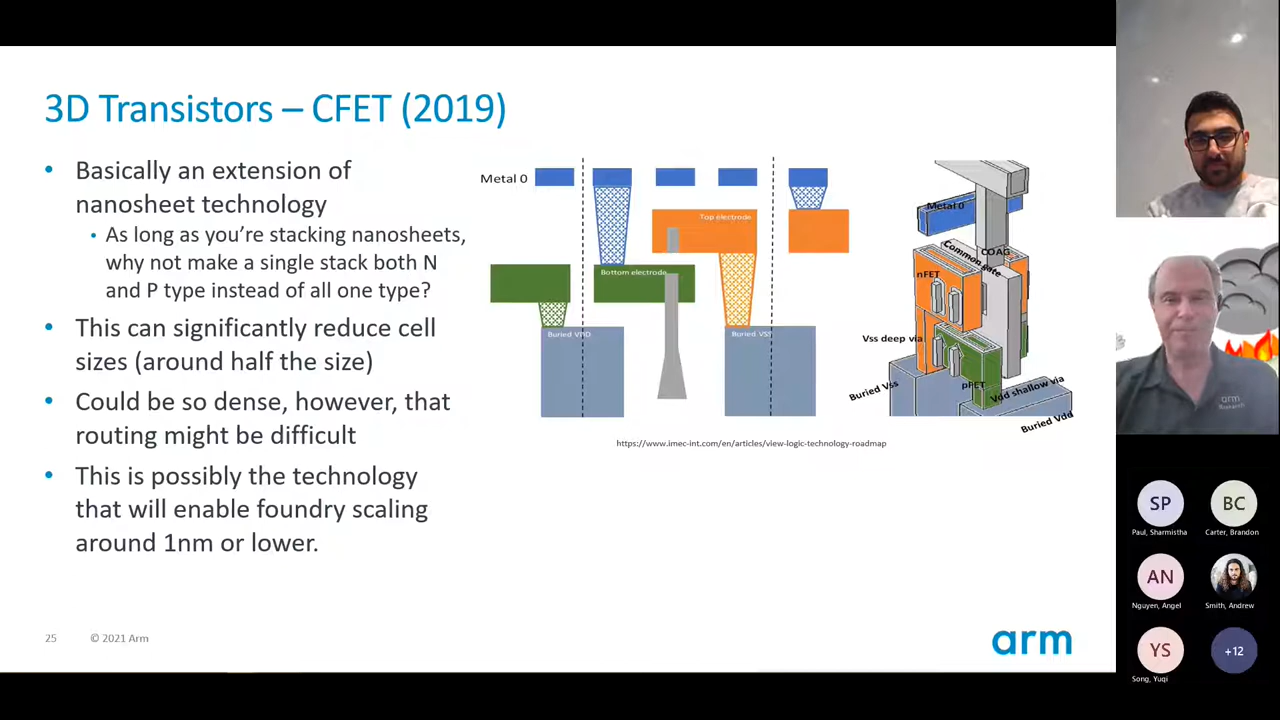 3D Transistors – CFET (2019)
• Basically an extension of
nanosheet technology
• As long as you’re stacking nanosheets,
why not make a single stack both N
and P type instead of all one type?
• This can significantly reduce cell
sizes (around half the size)
• Could be so dense, however, that
routing might be difficult
• This is possibly the technology
that will enable foundry scaling
around 1nm or lower.
Metal 0
Top electrode
Bottom electrode
Buried VDD
Buried VSS
Metal 0
COAG
Common gate
nFET
Vss deep via
pFET
Buried Vss
Vdd shallow via
Buried Vdd
https://www.imec-int.com/en/articles/view-logic-technology-roadmap
25
© 2021 Arm
arm
arm
Research
SP
Paul, Sharmistha
BC
Carter, Brandon
AN
Nguyen, Angel
Smith, Andrew
YS
Song, Yuqi
+12